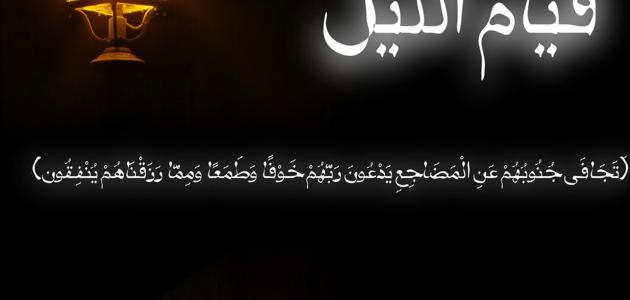 قيام الليل
(تَجَافَى جُنُوبُهُمْ عَنِ الْمَضَاجِعِ يَدْعُونَ رَبَّهُمْ خَوْفًا وَطَمَعًا وَمِمَّا رَزَقْنَاهُمْ يُنْفِقُون)